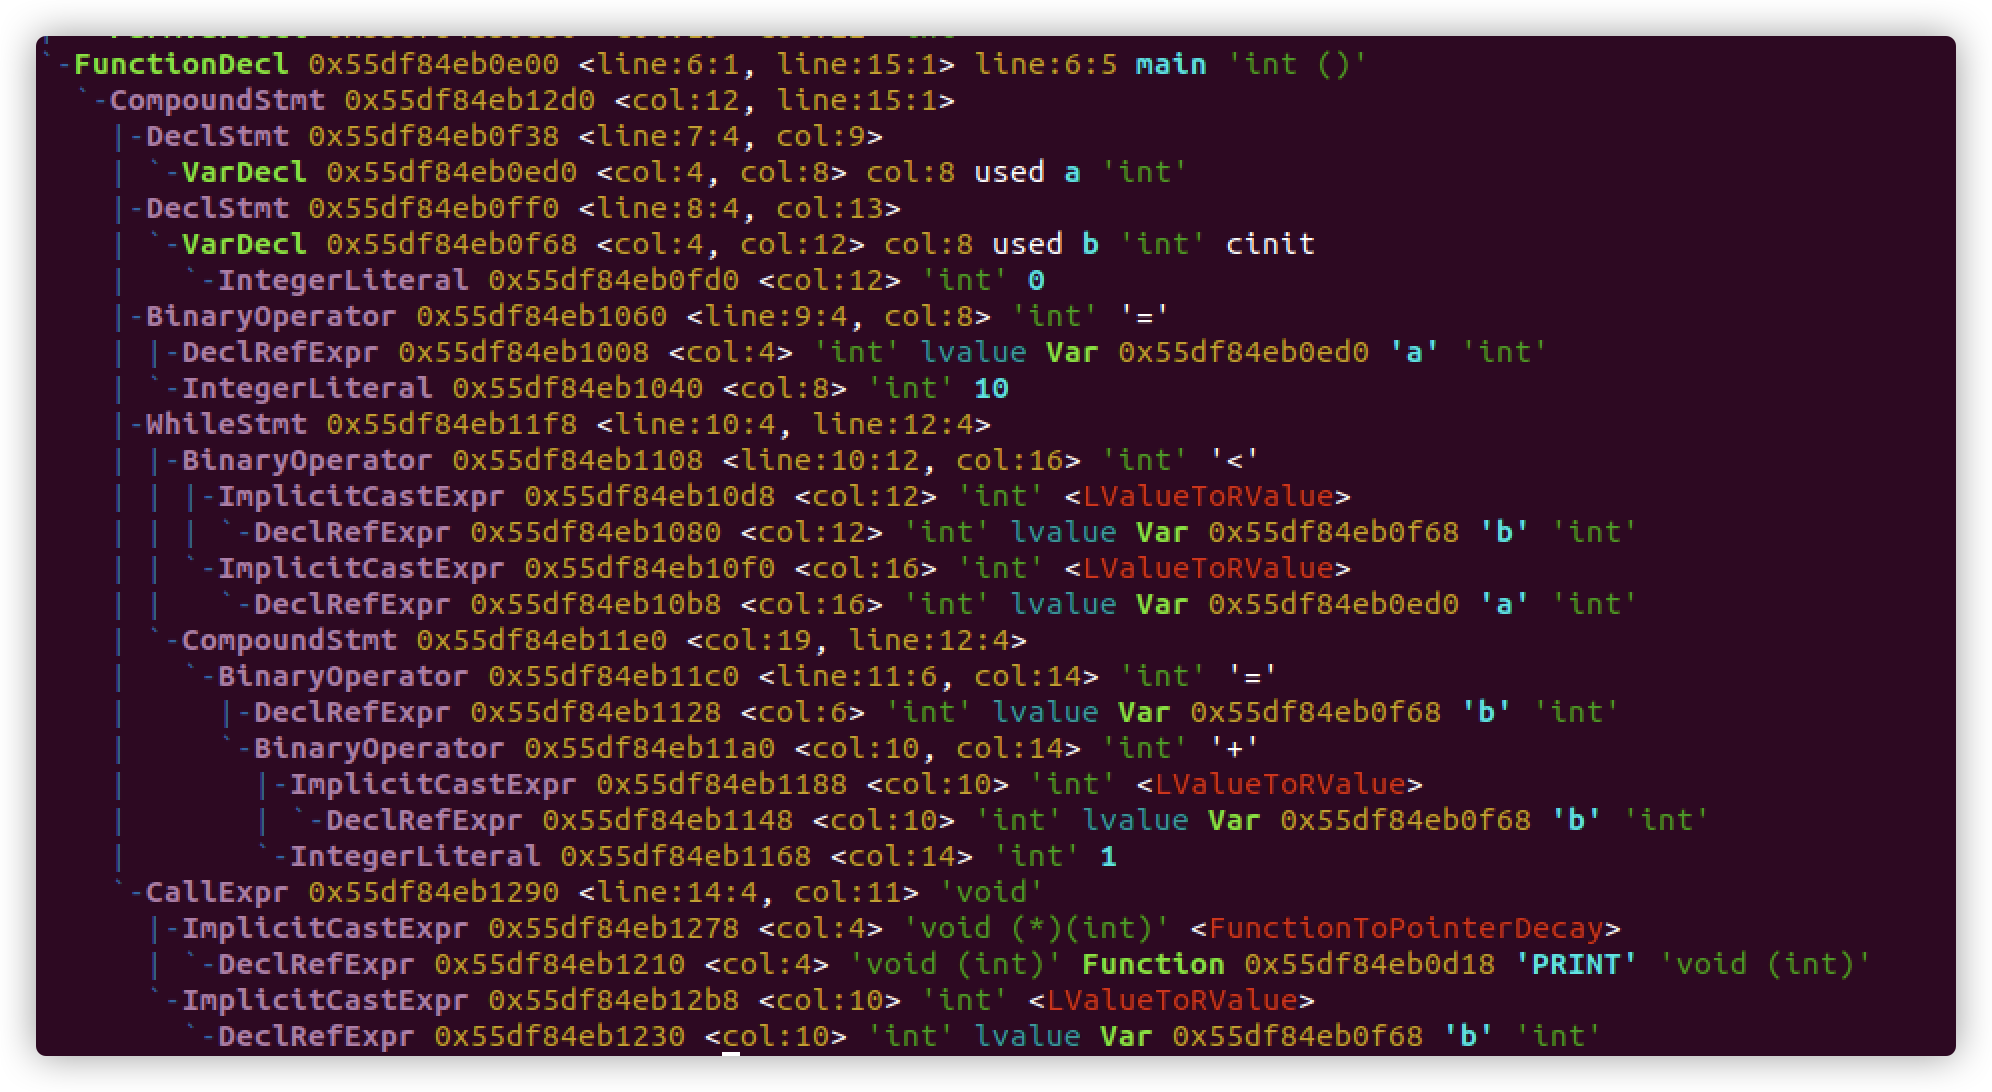 `-FunctionDecl 0x55df84eb0e00 <line:6:1, line:15:1> line:6:5 main 'int ()'
  `-CompoundStmt 0x55df84eb12d0 <col:12, line:15:1>
    |-DeclStmt 0x55df84eb0f38 <line:7:4, col:9>
    | `-VarDecl 0x55df84eb0ed0 <col:4, col:8> col:8 used a 'int'
    |-DeclStmt 0x55df84eb0ff0 <line:8:4, col:13>
    | `-VarDecl 0x55df84eb0f68 <col:4, col:12> col:8 used b 'int' cinit
    |   `-IntegerLiteral 0x55df84eb0fd0 <col:12> 'int' 0
    |-BinaryOperator 0x55df84eb1060 <line:9:4, col:8> 'int' '='
    | |-DeclRefExpr 0x55df84eb1008 <col:4> 'int' lvalue Var 0x55df84eb0ed0 'a' 'int'
    | `-IntegerLiteral 0x55df84eb1040 <col:8> 'int' 10
    |-WhileStmt 0x55df84eb11f8 <line:10:4, line:12:4>
    | |-BinaryOperator 0x55df84eb1108 <line:10:12, col:16> 'int' '<'
    | | |-ImplicitCastExpr 0x55df84eb10d8 <col:12> 'int' <LValueToRValue>
    | | | `-DeclRefExpr 0x55df84eb1080 <col:12> 'int' lvalue Var 0x55df84eb0f68 'b' 'int'
    | | `-ImplicitCastExpr 0x55df84eb10f0 <col:16> 'int' <LValueToRValue>
    | |   `-DeclRefExpr 0x55df84eb10b8 <col:16> 'int' lvalue Var 0x55df84eb0ed0 'a' 'int'
    | `-CompoundStmt 0x55df84eb11e0 <col:19, line:12:4>
    |   `-BinaryOperator 0x55df84eb11c0 <line:11:6, col:14> 'int' '='
    |     |-DeclRefExpr 0x55df84eb1128 <col:6> 'int' lvalue Var 0x55df84eb0f68 'b' 'int'
    |     `-BinaryOperator 0x55df84eb11a0 <col:10, col:14> 'int' '+'
    |       |-ImplicitCastExpr 0x55df84eb1188 <col:10> 'int' <LValueToRValue>
    |       | `-DeclRefExpr 0x55df84eb1148 <col:10> 'int' lvalue Var 0x55df84eb0f68 'b' 'int'
    |       `-IntegerLiteral 0x55df84eb1168 <col:14> 'int' 1
    `-CallExpr 0x55df84eb1290 <line:14:4, col:11> 'void'
      |-ImplicitCastExpr 0x55df84eb1278 <col:4> 'void (*)(int)' <FunctionToPointerDecay>
      | `-DeclRefExpr 0x55df84eb1210 <col:4> 'void (int)' Function 0x55df84eb0d18 'PRINT' 'void (int)'
      `-ImplicitCastExpr 0x55df84eb12b8 <col:10> 'int' <LValueToRValue>
        `-DeclRefExpr 0x55df84eb1230 <col:10> 'int' lvalue Var 0x55df84eb0f68 'b' 'int'